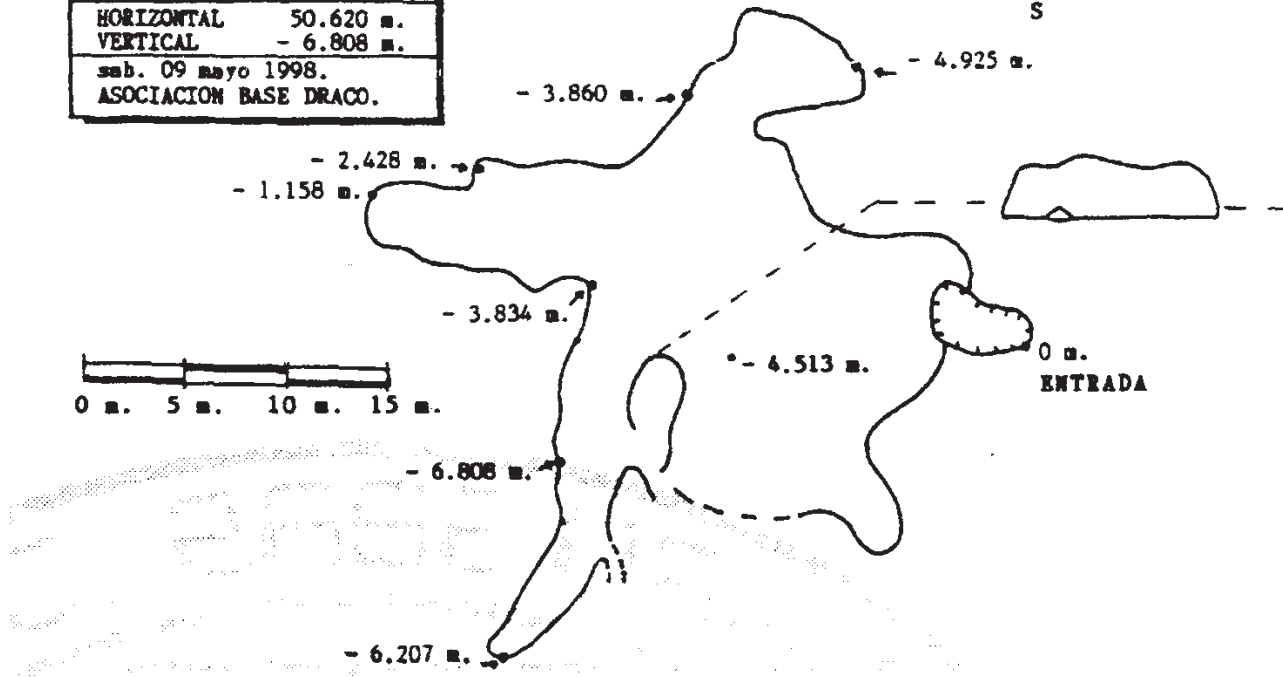 HORIZONTAL 50.620 m.
VERTICAL - 6.808 m.
sab. 09 mayo 1998.
ASOCIACION BASE DRACO.
S
- 4.925 m.
- 3.860 m.
- 2.428 m.
- 1.158 m.
- 3.834 m.
- 4.513 m.
0 m.
ENTRADA
0 m. 5 m. 10 m. 15 m.
- 6.808 m.
- 6.207 m.